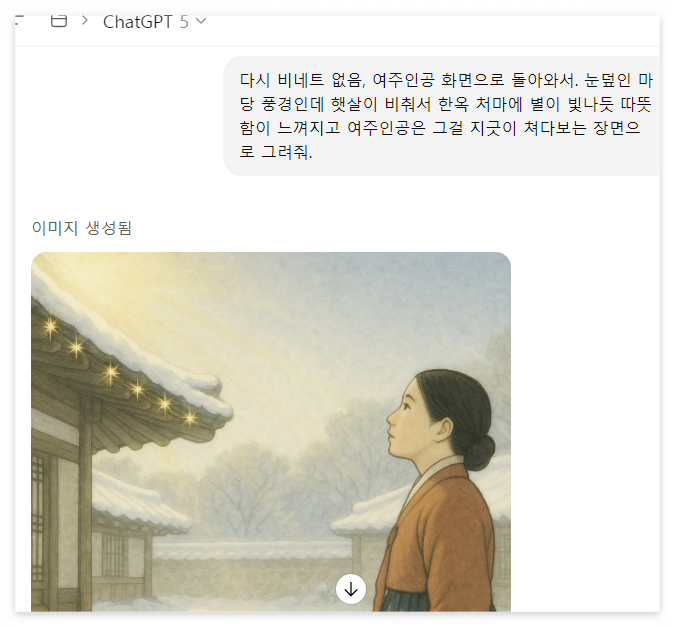 ChatGPT 5
다시 비네트 없음, 여주인공 화면으로 돌아와서. 눈덮인 마
당 풍경인데 햇살이 비춰서 한옥 처마에 별이 빛나듯 따뜻
함이 느껴지고 여주인공은 그걸 지긋이 쳐다보는 장면으
로 그려줘.
이미지 생성됨